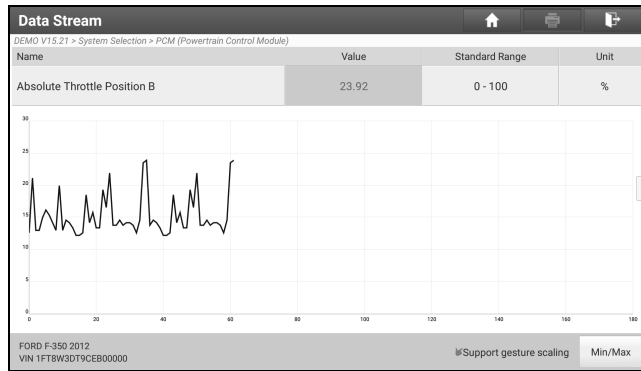 Data Stream
DEMO V15.21 > System Selection > PCM (Powertrain Control Module)
Name Value Standard Range Unit
Absolute Throttle Position B 23.92 0 - 100 %
30
25
20
15
10
5
0
0 20 40 60 80 100 120 140 160 180
FORD F-350 2012
VIN 1FT8W3DT9CEB00000
Support gesture scaling Min/Max